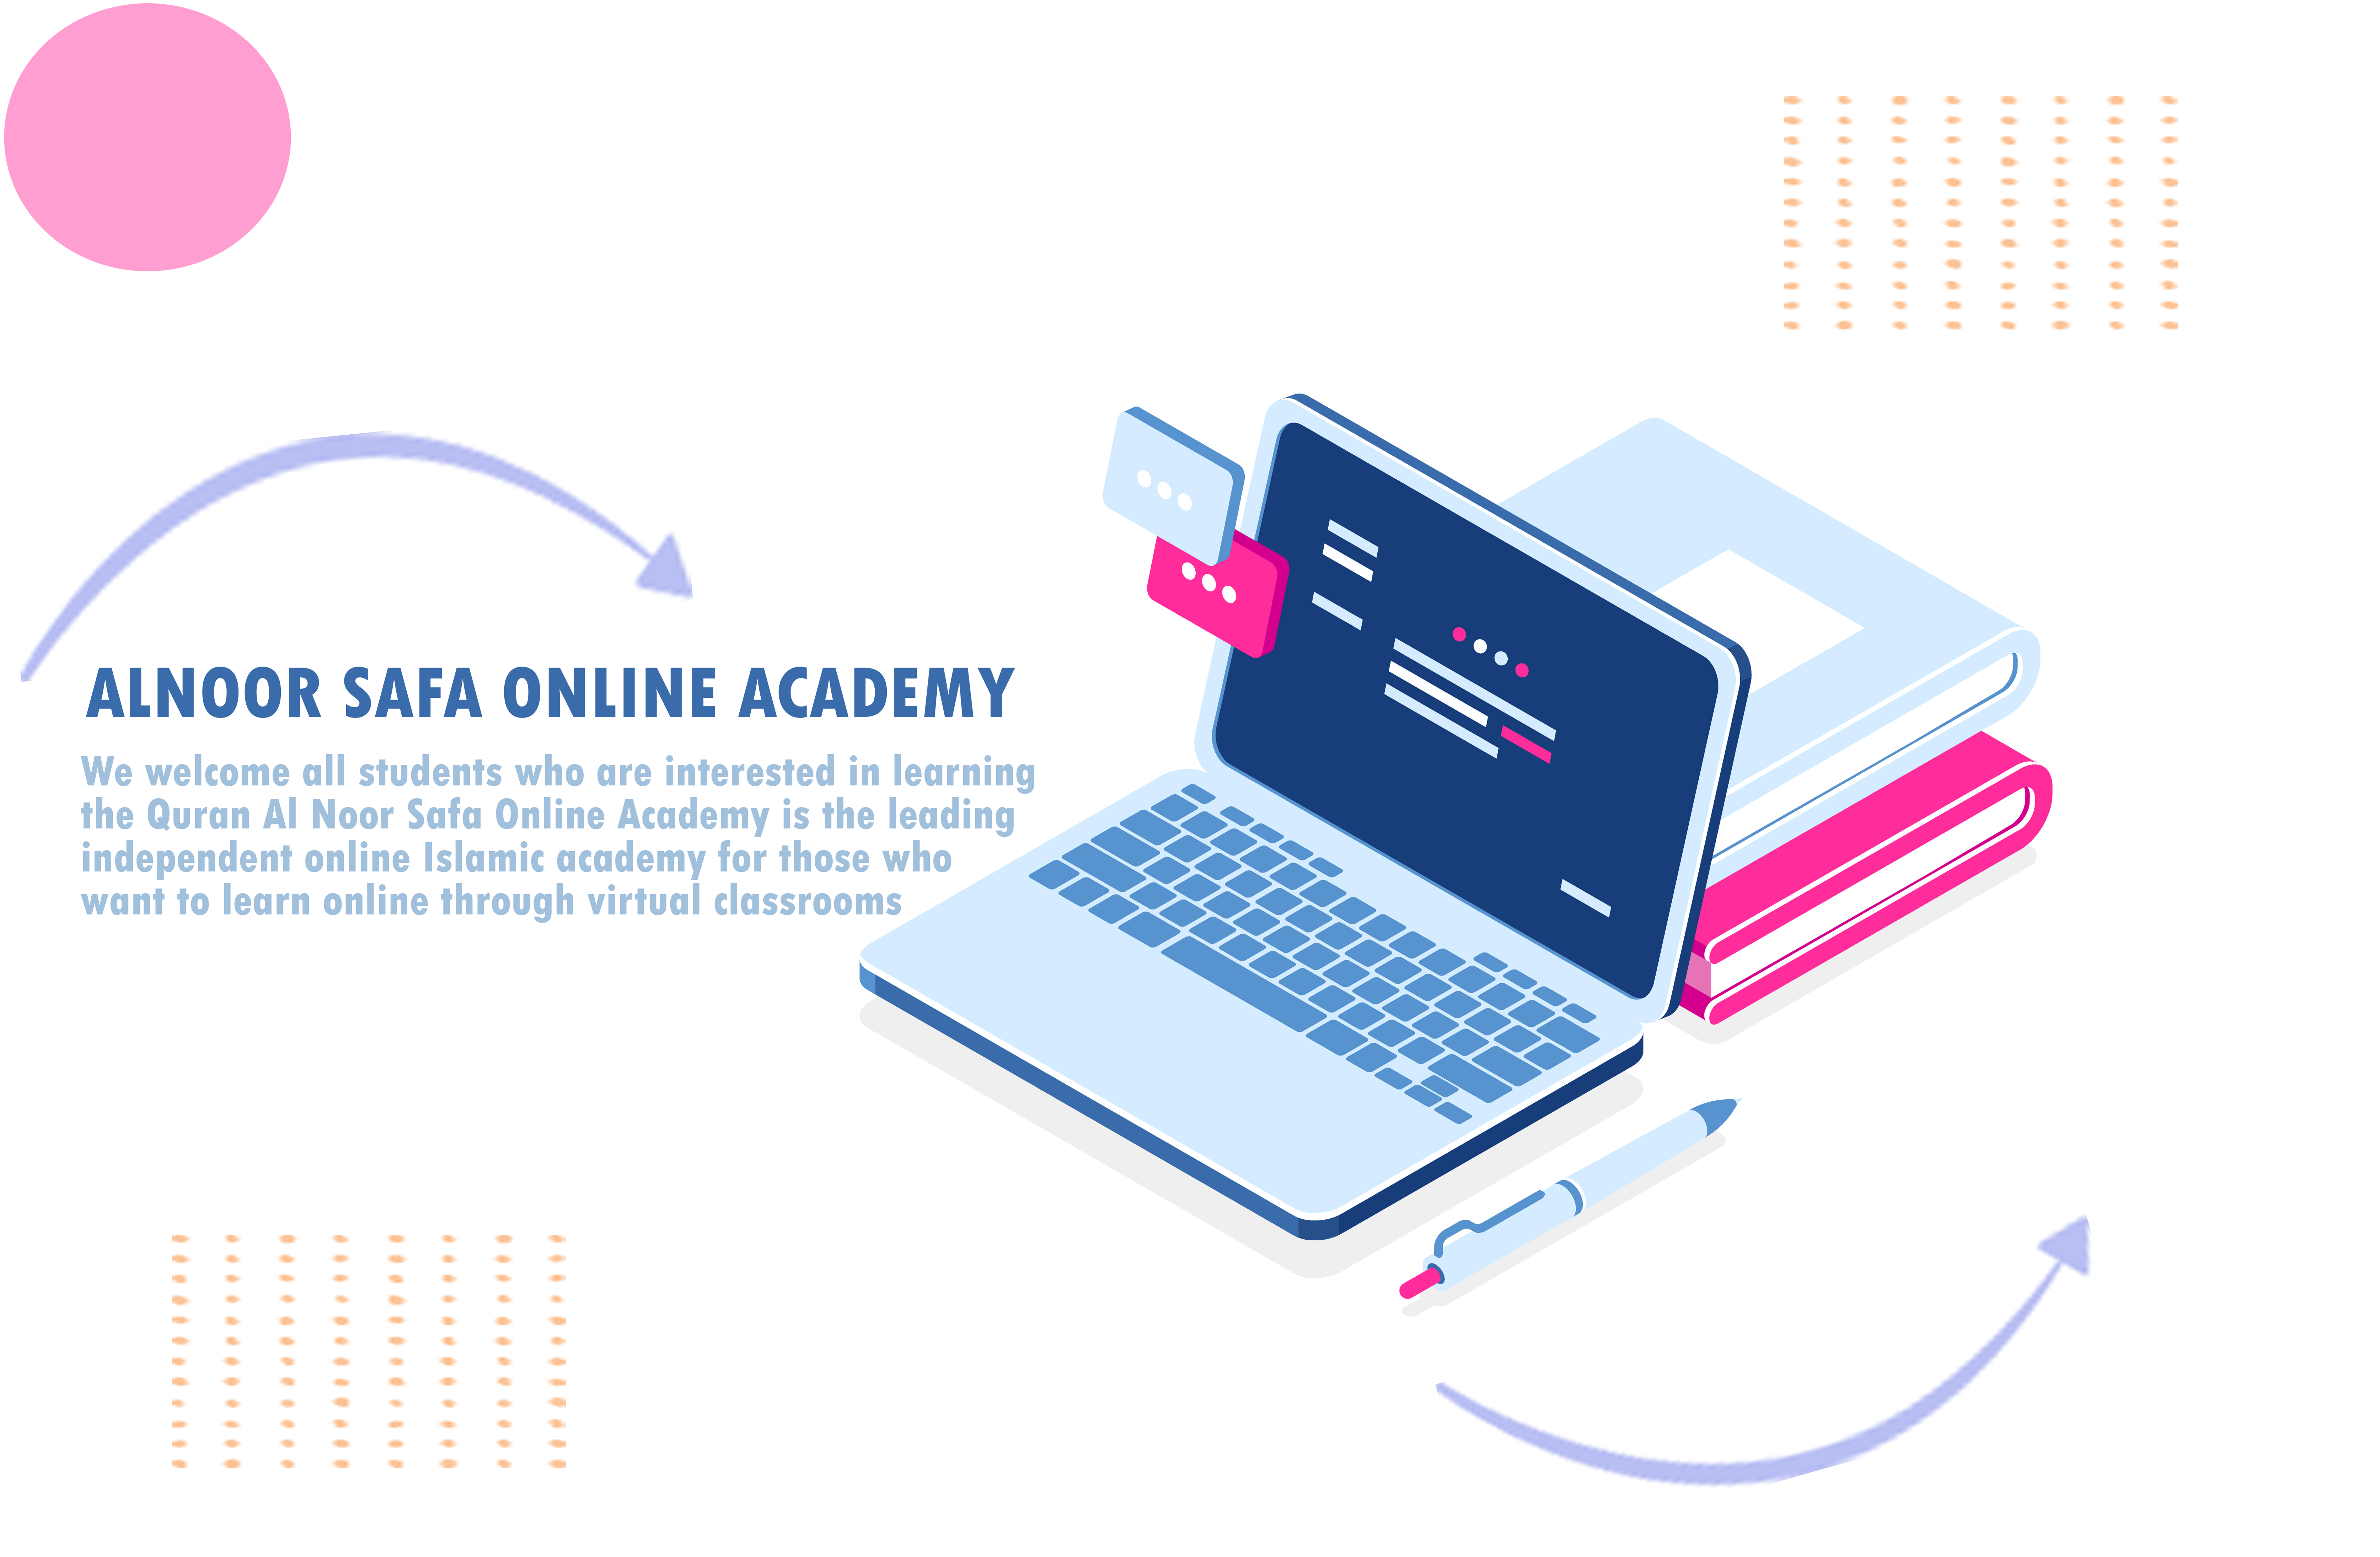 ALNOOR SAFA ONLINE ACADEMY
We welcome all students who are interested in learning
the Quran Al Noor Safa Online Academy is the leading
independent online Islamic academy for those who
want to learn online through virtual classrooms